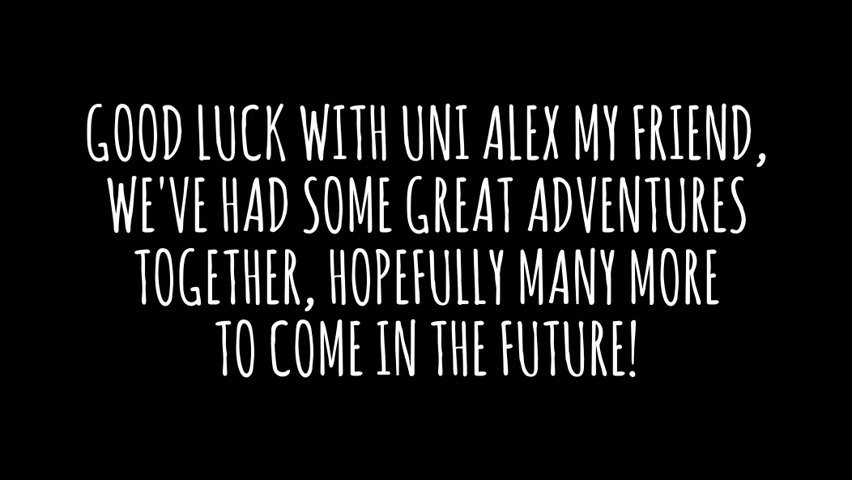 GOOD LUCK WITH UNI ALEX MY FRIEND,
WE'VE HAD SOME GREAT ADVENTURES
TOGETHER, HOPEFULLY MANY MORE
TO COME IN THE FUTURE!